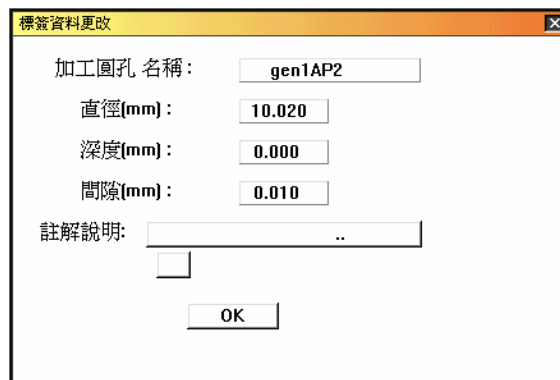 標簽資料更改
加工圓孔 名稱： gen1AP2
直徑(mm)： 10.020
深度(mm)： 0.000
間隙(mm)： 0.010
註解說明: ..
OK